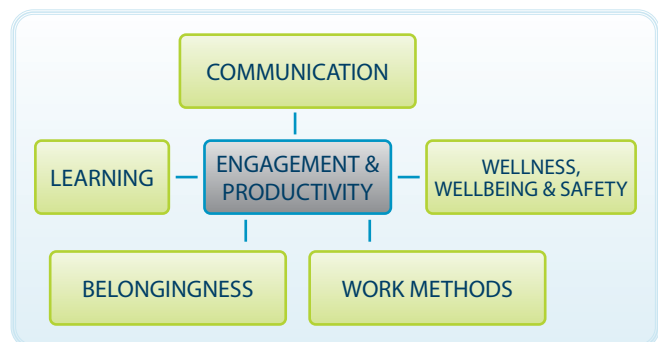 COMMUNICATION
LEARNING
ENGAGEMENT &
PRODUCTIVITY
WELLNESS,
WELLBEING & SAFETY
BELONGINGNESS
WORK METHODS